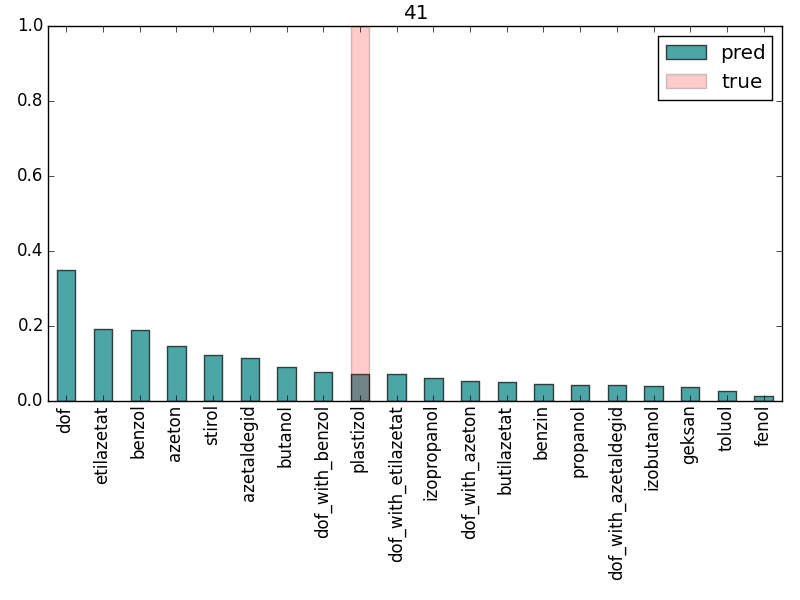 41
1.0
0.8
0.6
0.4
0.2
0.0
pred
true
dof
etilazetat
benzol
azeton
stirol
azetaldegid
butanol
dof_with_benzol
plastizol
dof_with_etilazetat
izopropanol
dof_with_azeton
butilazetat
benzin
propanol
dof_with_azetaldegid
izobutanol
geksan
toluol
fenol